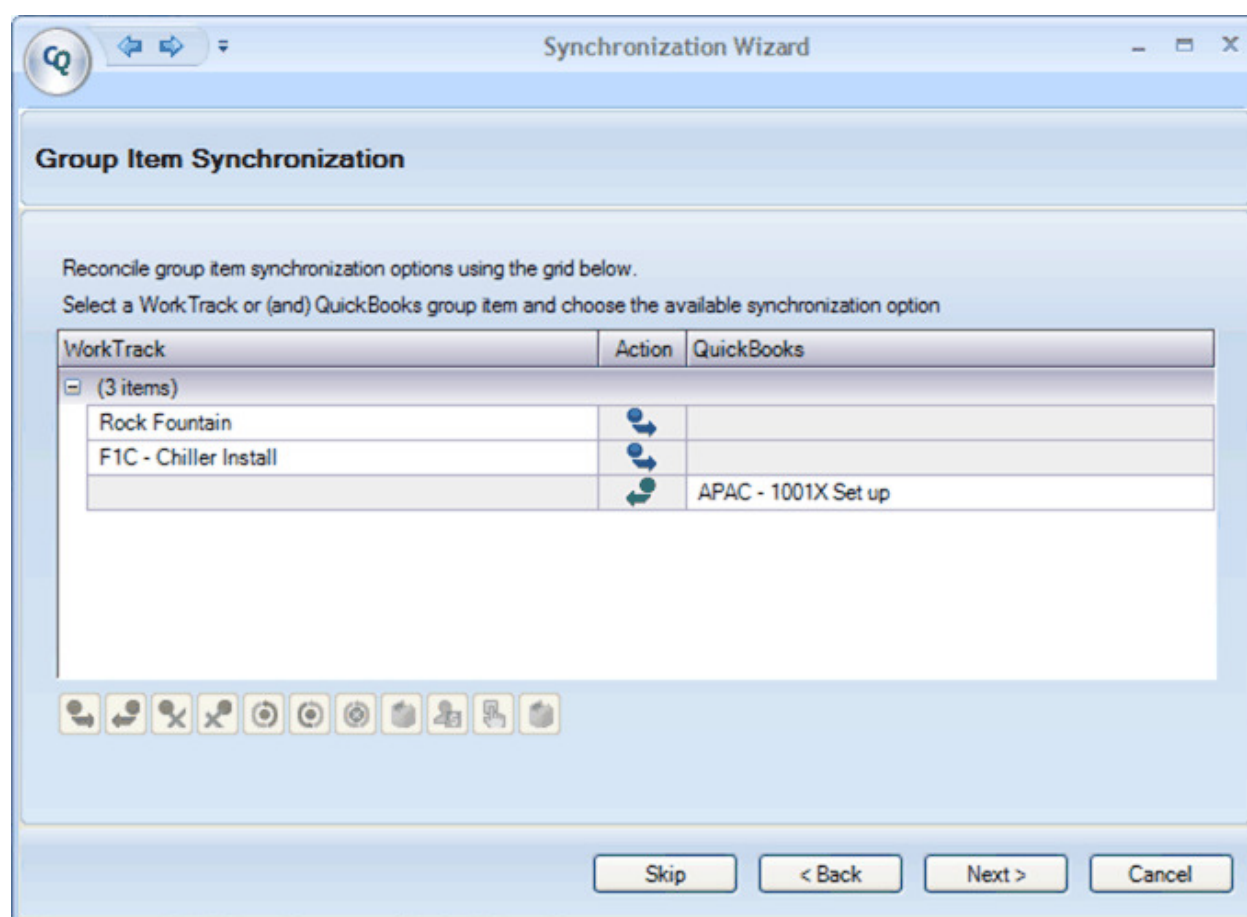 CQ
Synchronization Wizard
Group Item Synchronization
Reconcile group item synchronization options using the grid below.
Select a WorkTrack or (and) QuickBooks group item and choose the available synchronization option
WorkTrack Action QuickBooks
(3 items)
Rock Fountain
F1C - Chiller Install
APAC - 1001X Set up
Skip < Back Next > Cancel